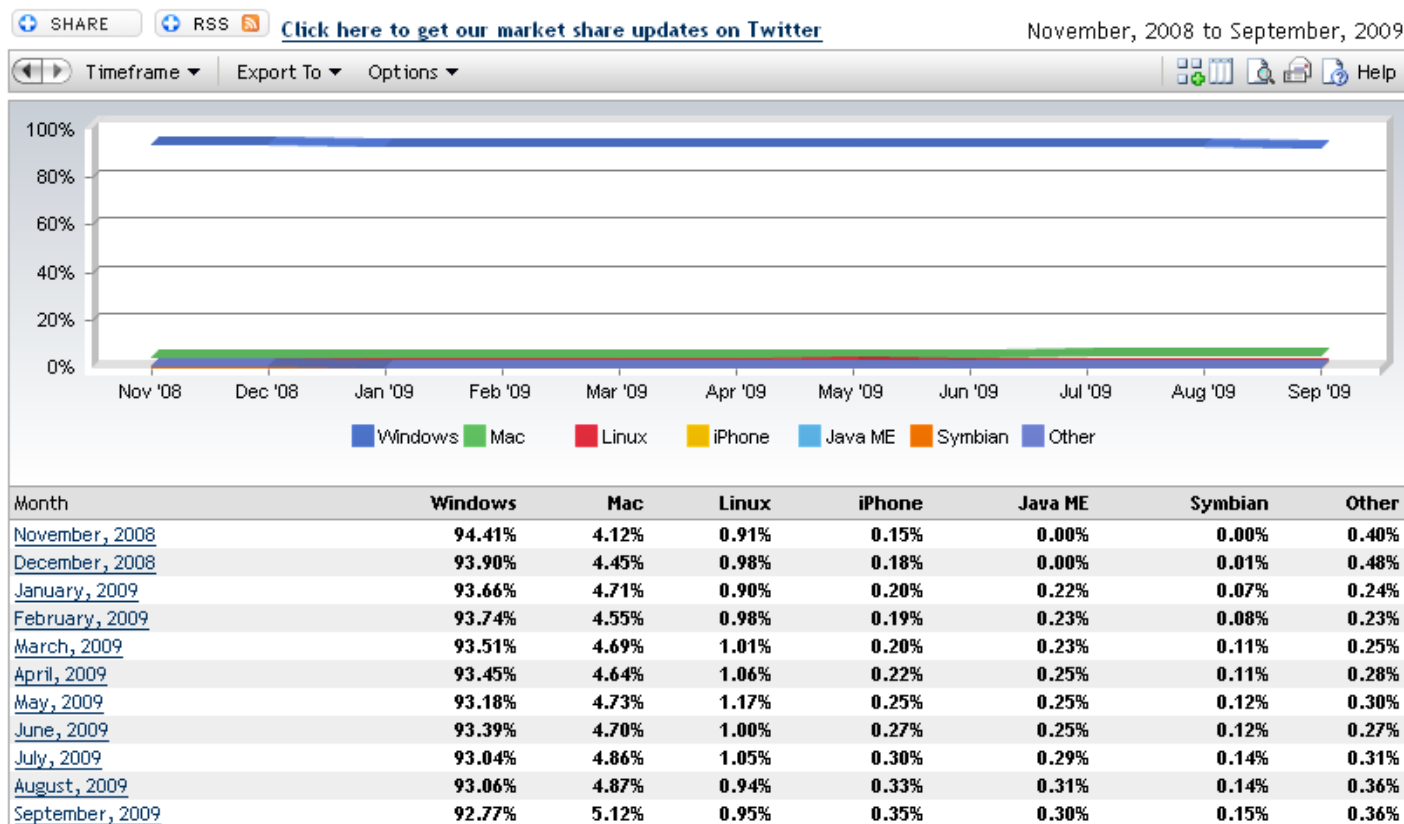 SHARE RSS Click here to get our market share updates on Twitter November, 2008 to September, 2009
Timeframe Export To Options Help
100%
80%
60%
40%
20%
0%
Nov '08 Dec '08 Jan '09 Feb '09 Mar '09 Apr '09 May '09 Jun '09 Jul '09 Aug '09 Sep '09
Windows Mac Linux iPhone Java ME Symbian Other
Month Windows Mac Linux iPhone Java ME Symbian Other
November, 2008 94.41% 4.12% 0.91% 0.15% 0.00% 0.00% 0.40%
December, 2008 93.90% 4.45% 0.98% 0.18% 0.00% 0.01% 0.48%
January, 2009 93.66% 4.71% 0.90% 0.20% 0.22% 0.07% 0.24%
February, 2009 93.74% 4.55% 0.98% 0.19% 0.23% 0.08% 0.23%
March, 2009 93.51% 4.69% 1.01% 0.20% 0.23% 0.11% 0.25%
April, 2009 93.45% 4.64% 1.06% 0.22% 0.25% 0.11% 0.28%
May, 2009 93.18% 4.73% 1.17% 0.25% 0.25% 0.12% 0.30%
June, 2009 93.39% 4.70% 1.00% 0.27% 0.25% 0.12% 0.27%
July, 2009 93.04% 4.86% 1.05% 0.30% 0.29% 0.14% 0.31%
August, 2009 93.06% 4.87% 0.94% 0.33% 0.31% 0.14% 0.36%
September, 2009 92.77% 5.12% 0.95% 0.35% 0.30% 0.15% 0.36%